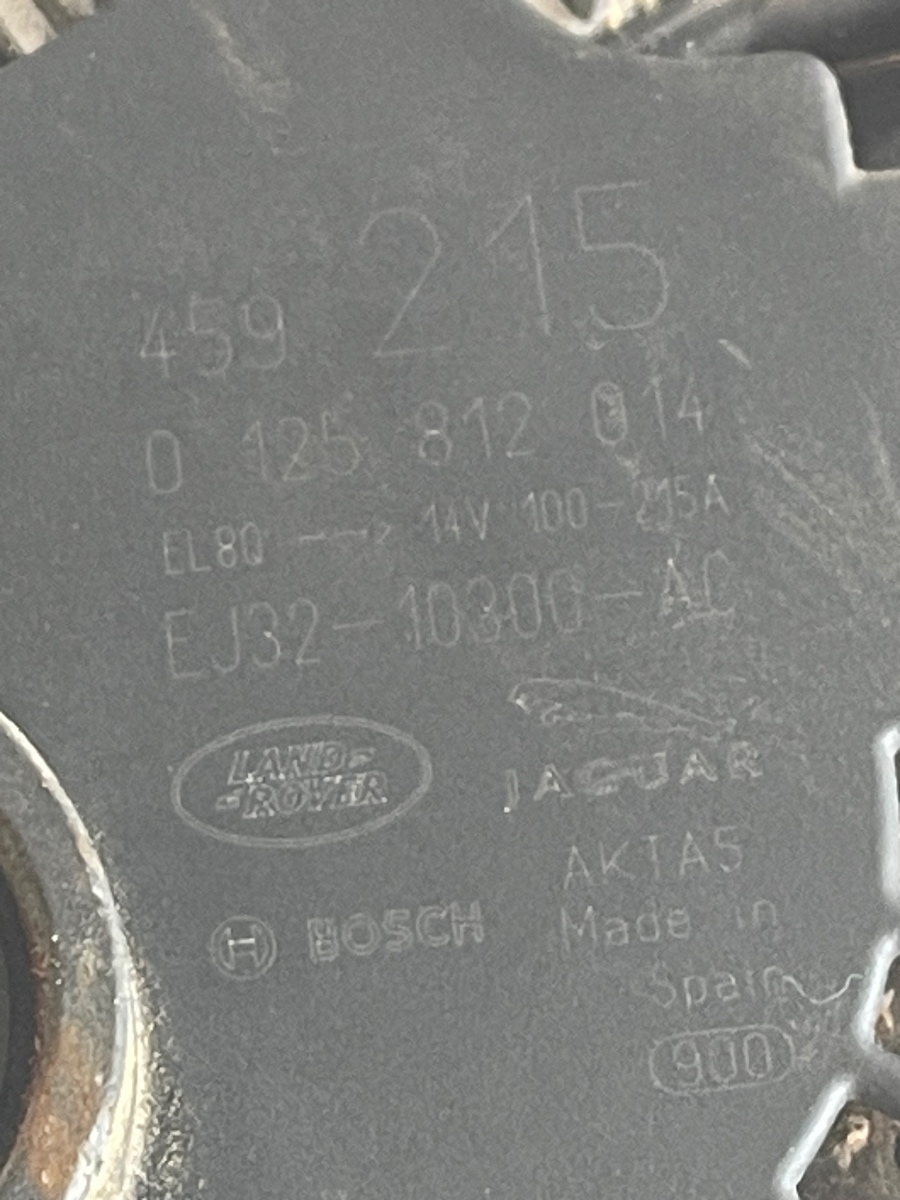 459 215
0 125 812 014
EL8Q 14V 100-215A
EJ32-10300-AC
LAND-
-ROVER
JAGUAR
AKTA5
BOSCH Made in
Spain
900